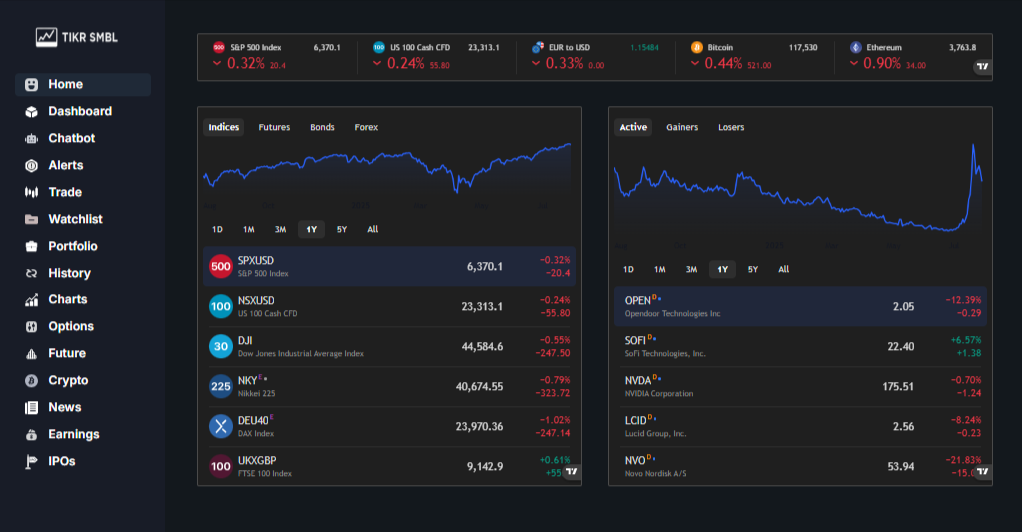 TIKR SMBL
Home
Dashboard
Chatbot
Alerts
Trade
Watchlist
Portfolio
History
Charts
Options
Future
Crypto
News
Earnings
IPOs
500 S&P 500 Index 6,370.1
0.32% 20.4
100 US 100 Cash CFD 23,313.1
0.24% 55.80
EUR to USD 1.15484
0.33% 0.00
Bitcoin 117,530
0.44% 521.00
Ethereum 3,763.8
0.90% 34.00
Indices Futures Bonds Forex
1D 1M 3M 1Y 5Y All
500 SPXUSD 6,370.1 −0.32%
S&P 500 Index −20.4
100 NSXUSD 23,313.1 −0.24%
US 100 Cash CFD −55.80
30 DJI 44,584.6 −0.55%
Dow Jones Industrial Average Index −247.50
225 NKY E 40,674.55 −0.79%
Nikkei 225 −323.72
X DEU40 E 23,970.36 −1.02%
DAX Index −247.14
100 UKXGBP 9,142.9 +0.61%
FTSE 100 Index +55
Active Gainers Losers
1D 1M 3M 1Y 5Y All
OPEN D 2.05 −12.39%
Opendoor Technologies Inc −0.29
SOFI D 22.40 +6.57%
SoFi Technologies, Inc. +1.38
NVDA D 175.51 −0.70%
NVIDIA Corporation −1.24
LCID D 2.56 −8.24%
Lucid Group, Inc. −0.23
NVO D 53.94 −21.83%
Novo Nordisk A/S −15.0